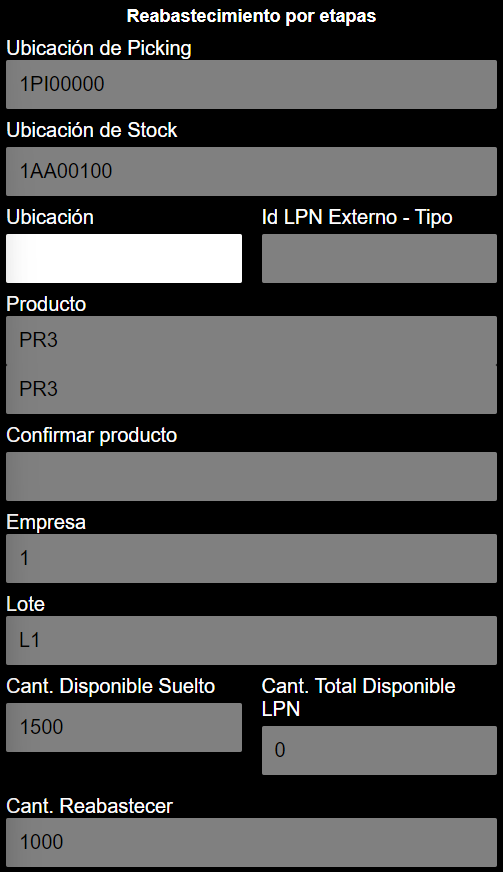 Reabastecimiento por etapas
Ubicación de Picking
1PI00000
Ubicación de Stock
1AA00100
Ubicación
Id LPN Externo - Tipo
Producto
PR3
PR3
Confirmar producto
Empresa
1
Lote
L1
Cant. Disponible Suelto
1500
Cant. Total Disponible
LPN
0
Cant. Reabastecer
1000